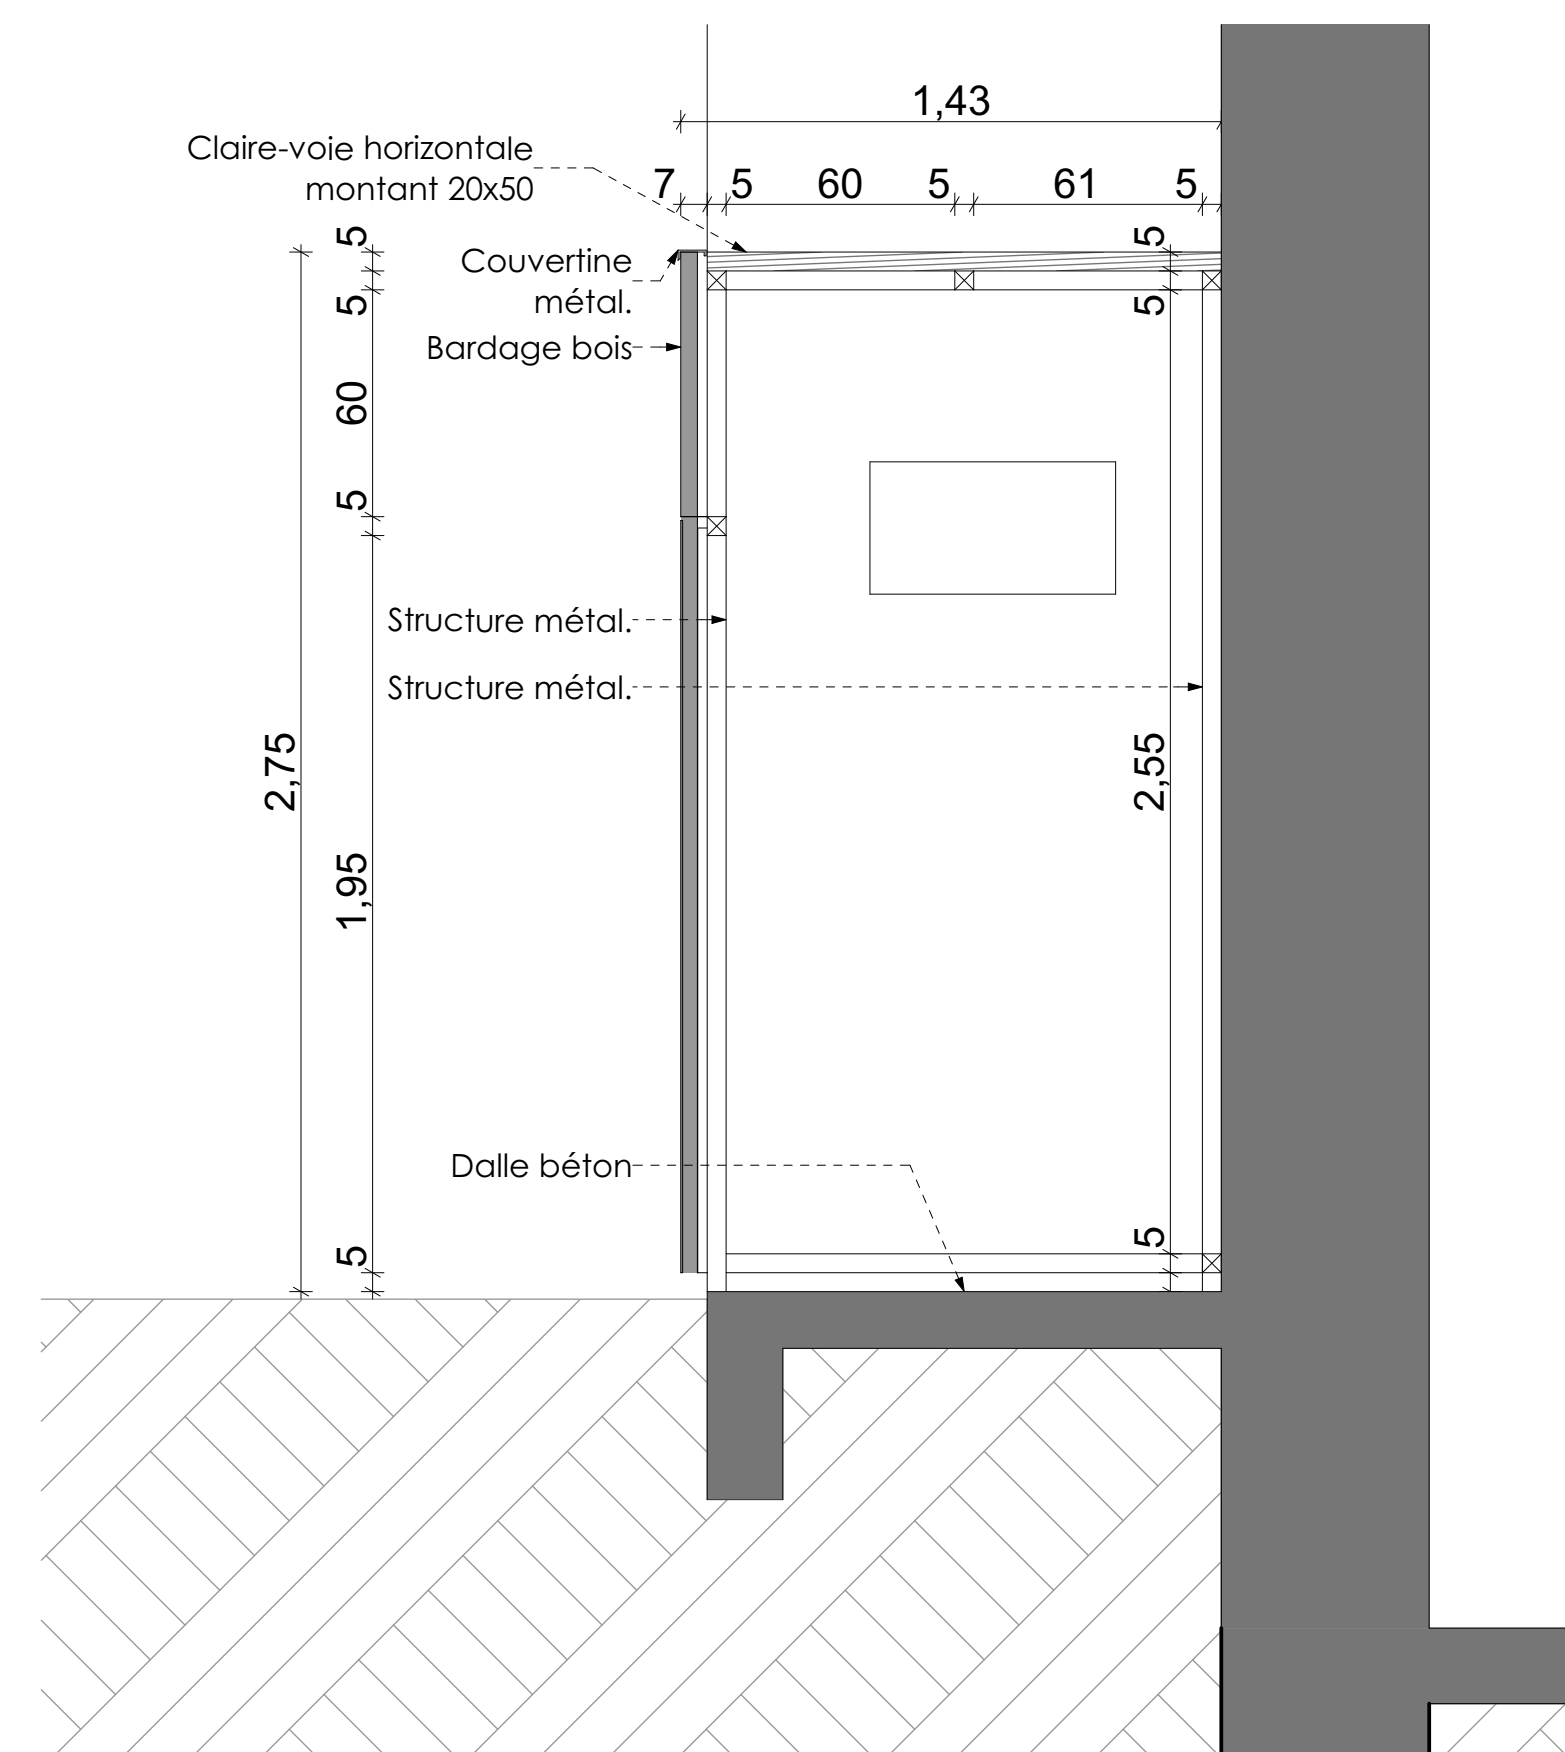 1,43
Claire-voie horizontale
montant 20x50
7 5 60 5 61 5
5
5
Couvertine
métal.
5
5
Bardage bois
60
5
Structure métal.
Structure métal.
2,75
2,55
1,95
Dalle béton
5
5